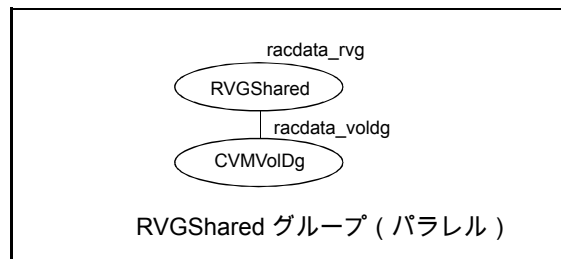 racdata_rvg
RVGShared
racdata_voldg
CVMVolDg
RVGShared グループ ( パラレル )